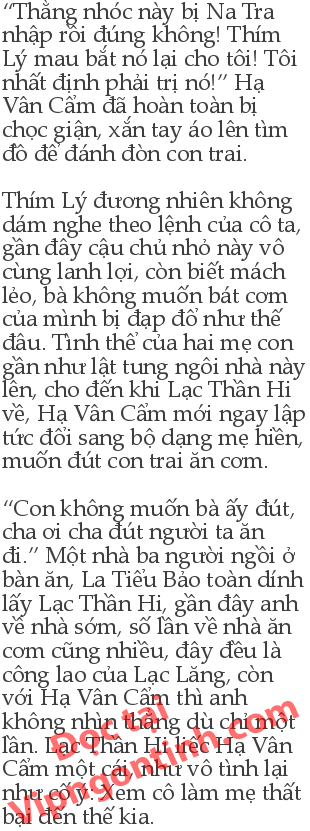 “Thằng nhóc này bị Na Tra
nhập rồi đúng không! Thím
Lý mau bắt nó lại cho tôi! Tôi
nhất định phải trị nó!” Hạ
Vân Cẩm đã hoàn toàn bị
chọc giận, xắn tay áo lên tìm
đồ để đánh đòn con trai.
Thím Lý đương nhiên không
dám nghe theo lệnh của cô ta,
gần đây cậu chủ nhỏ này vô
cùng lanh lợi, còn biết mách
lẻo, bà không muốn bát cơm
của mình bị đạp đổ như thế
đâu. Tình thế của hai mẹ con
gần như lật tung ngôi nhà này
lên, cho đến khi Lạc Thần Hi
về, Hạ Vân Cẩm mới ngay lập
tức đổi sang bộ dạng mẹ hiền,
muốn đút con trai ăn cơm.
“Con không muốn bà ấy đút,
cha ơi cha đút người ta ăn
đi.” Một nhà ba người ngồi ở
bàn ăn, La Tiểu Bảo toàn dính
lấy Lạc Thần Hi, gần đây anh
về nhà sớm, số lần về nhà ăn
cơm cũng nhiều, đây đều là
công lao của Lạc Lăng, còn
với Hạ Vân Cẩm thì anh
không nhìn thẳng dù chỉ một
lần. Lạc Thần Hi liếc Hạ Vân
Cẩm một cái, như vô tình lại
như cố ý: Xem cô làm mẹ thất
bại đến thế kia.
Đọc tại
Vipngontinh.com